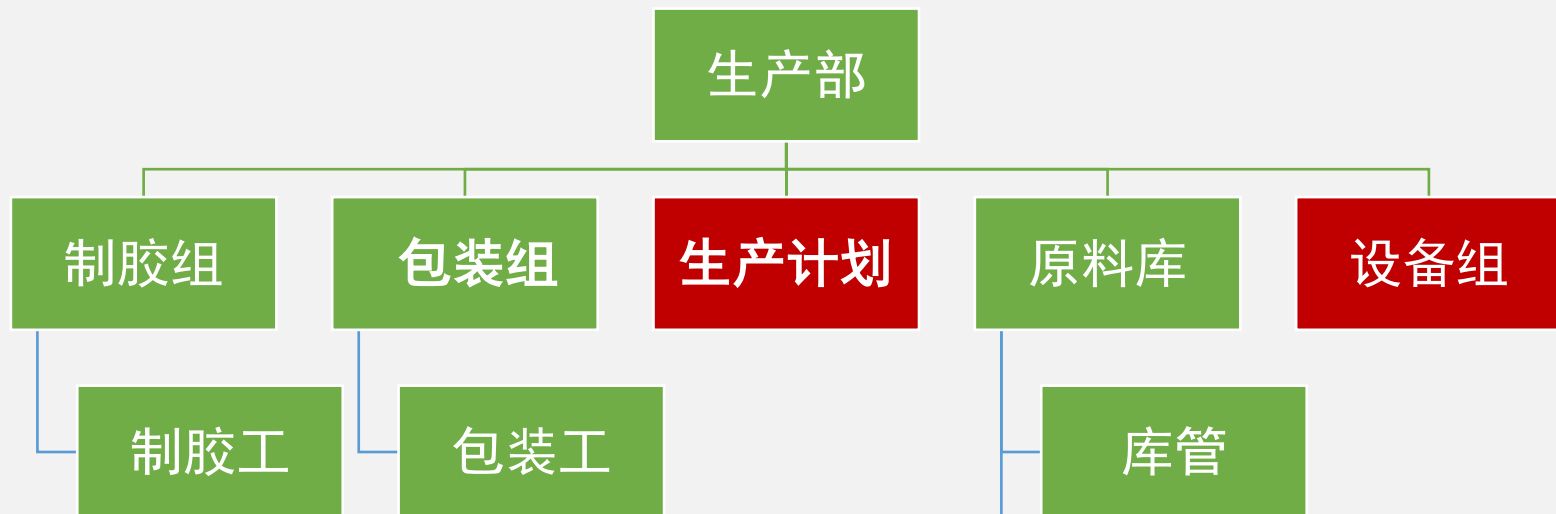 生产部
制胶组
包装组
生产计划
原料库
设备组
制胶工
包装工
库管